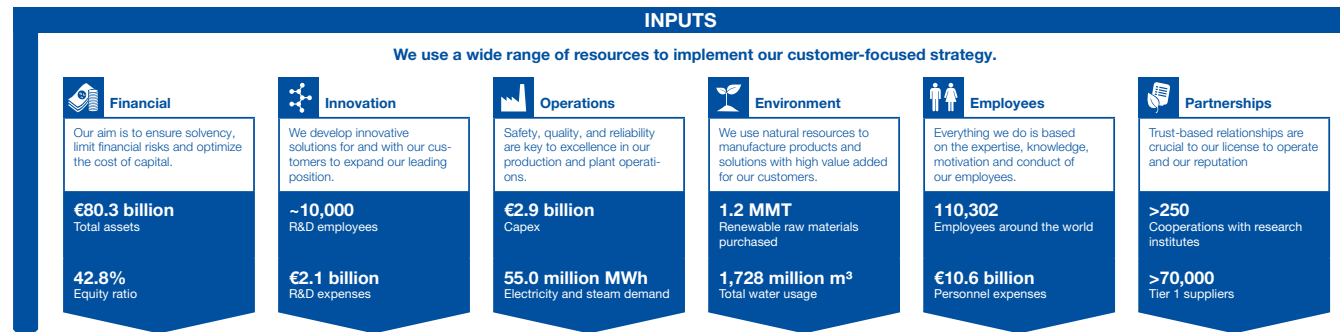 INPUTS
We use a wide range of resources to implement our customer-focused strategy.
Financial
Our aim is to ensure solvency,
limit financial risks and optimize
the cost of capital.
€80.3 billion
Total assets
42.8%
Equity ratio
Innovation
We develop innovative
solutions for and with our cus-
tomers to expand our leading
position.
~10,000
R&D employees
€2.1 billion
R&D expenses
Operations
Safety, quality, and reliability
are key to excellence in our
production and plant operati-
ons.
€2.9 billion
Capex
55.0 million MWh
Electricity and steam demand
Environment
We use natural resources to
manufacture products and
solutions with high value added
for our customers.
1.2 MMT
Renewable raw materials
purchased
1,728 million m³
Total water usage
Employees
Everything we do is based
on the expertise, knowledge,
motivation and conduct of
our employees.
110,302
Employees around the world
€10.6 billion
Personnel expenses
Partnerships
Trust-based relationships are
crucial to our license to operate
and our reputation
>250
Cooperations with research
institutes
>70,000
Tier 1 suppliers